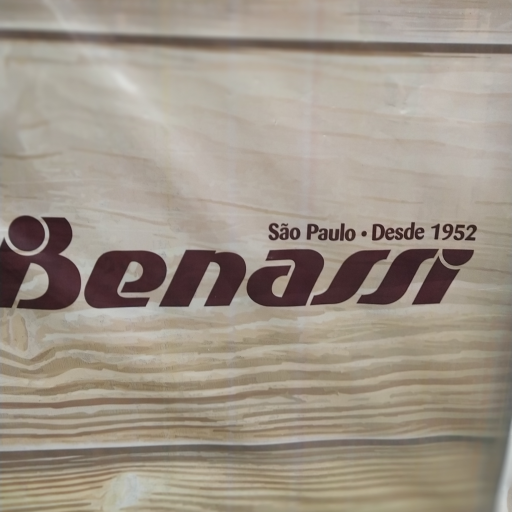 São Paulo • Desde 1952
Benassi